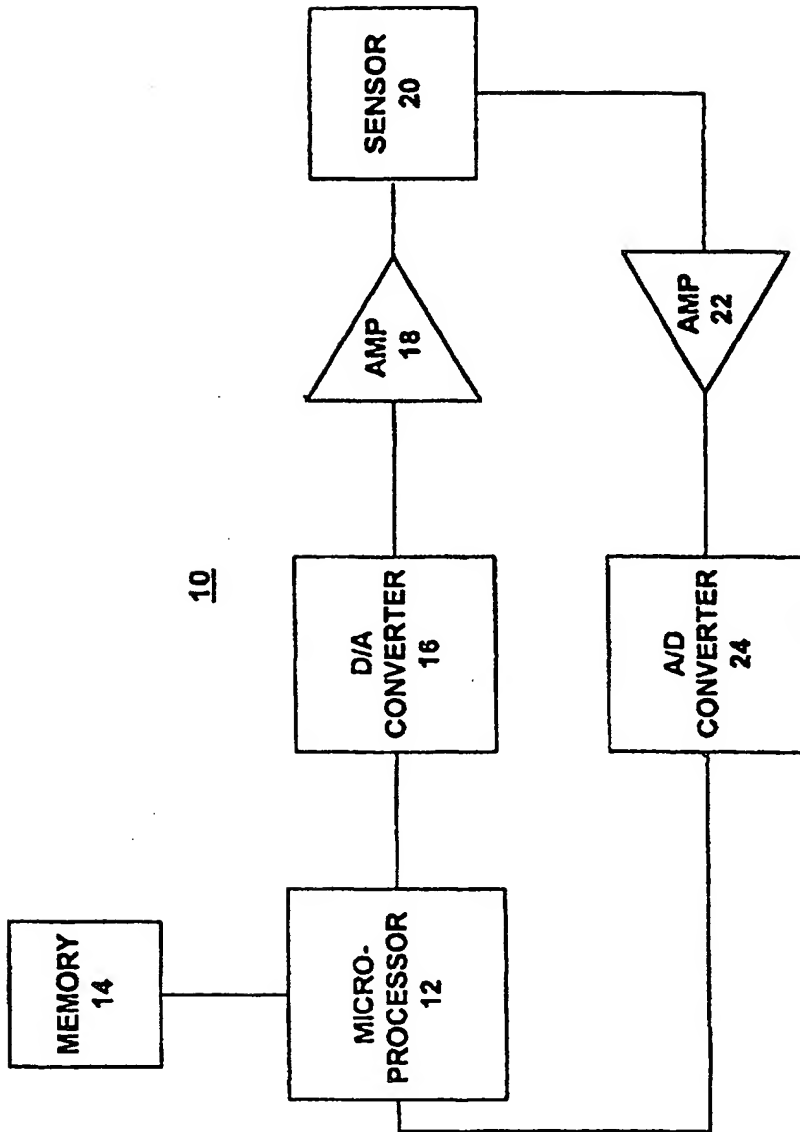 10
MEMORY
14
MICRO-
PROCESSOR
12
D/A
CONVERTER
16
AMP
18
SENSOR
20
AMP
22
A/D
CONVERTER
24